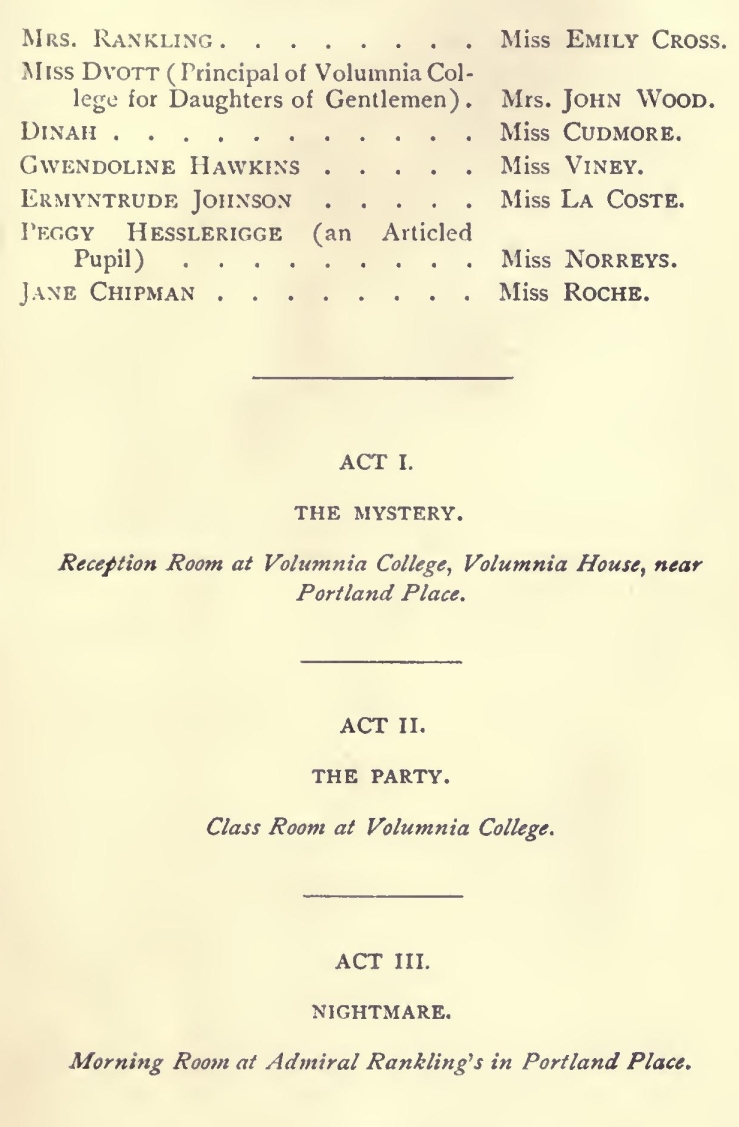 MRS. RANKLING . . . . . . . . . Miss EMILY CROSS.
MISS DYOTT (Principal of Volumnia Col-
lege for Daughters of Gentlemen) . Mrs. JOHN WOOD.
DINAH . . . . . . . . . . . . Miss CUDMORE.
GWENDOLINE HAWKINS . . . . . Miss VINEY.
ERMYNTRUDE JOHNSON . . . . . Miss LA COSTE.
PEGGY HESSLERIGGE (an Articled
Pupil) . . . . . . . . . Miss NORREYS.
JANE CHIPMAN . . . . . . . . Miss ROCHE.
ACT I.
THE MYSTERY.
Reception Room at Volumnia College, Volumnia House, near
Portland Place.
ACT II.
THE PARTY.
Class Room at Volumnia College.
ACT III.
NIGHTMARE.
Morning Room at Admiral Rankling's in Portland Place.